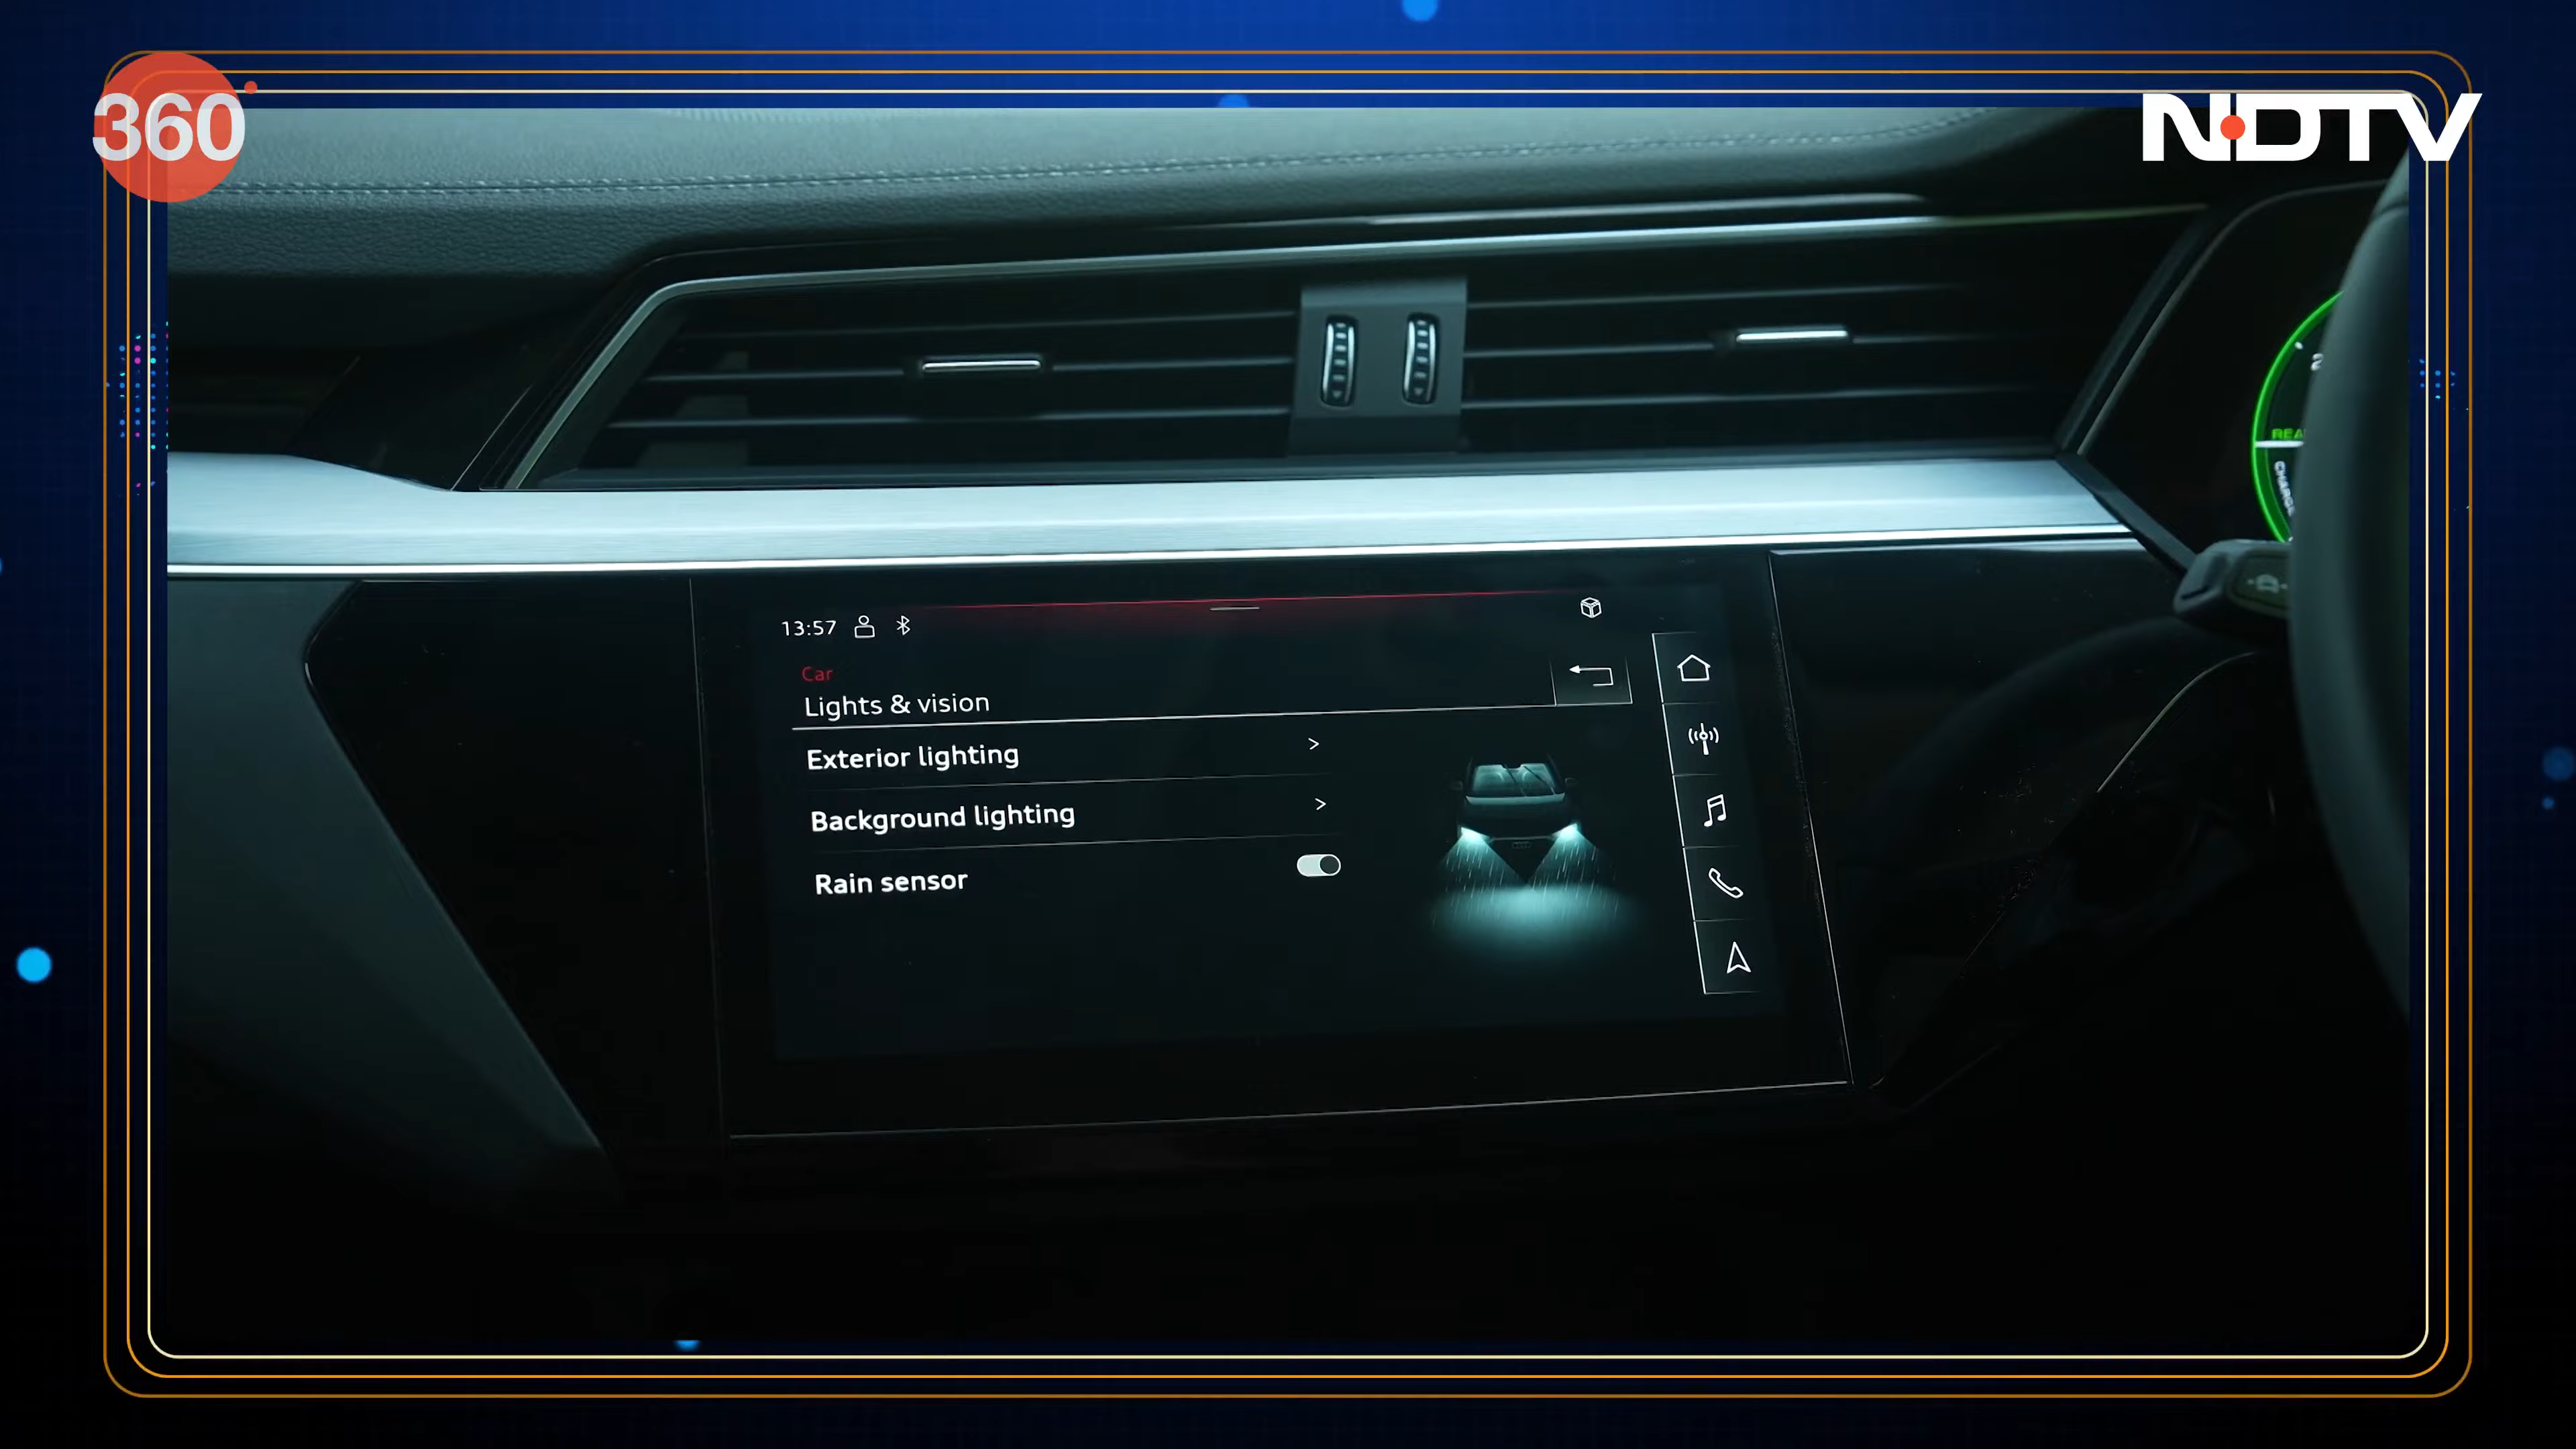 360
NDTV
13:57
Car
Lights & vision
Exterior lighting
Background lighting
Rain sensor